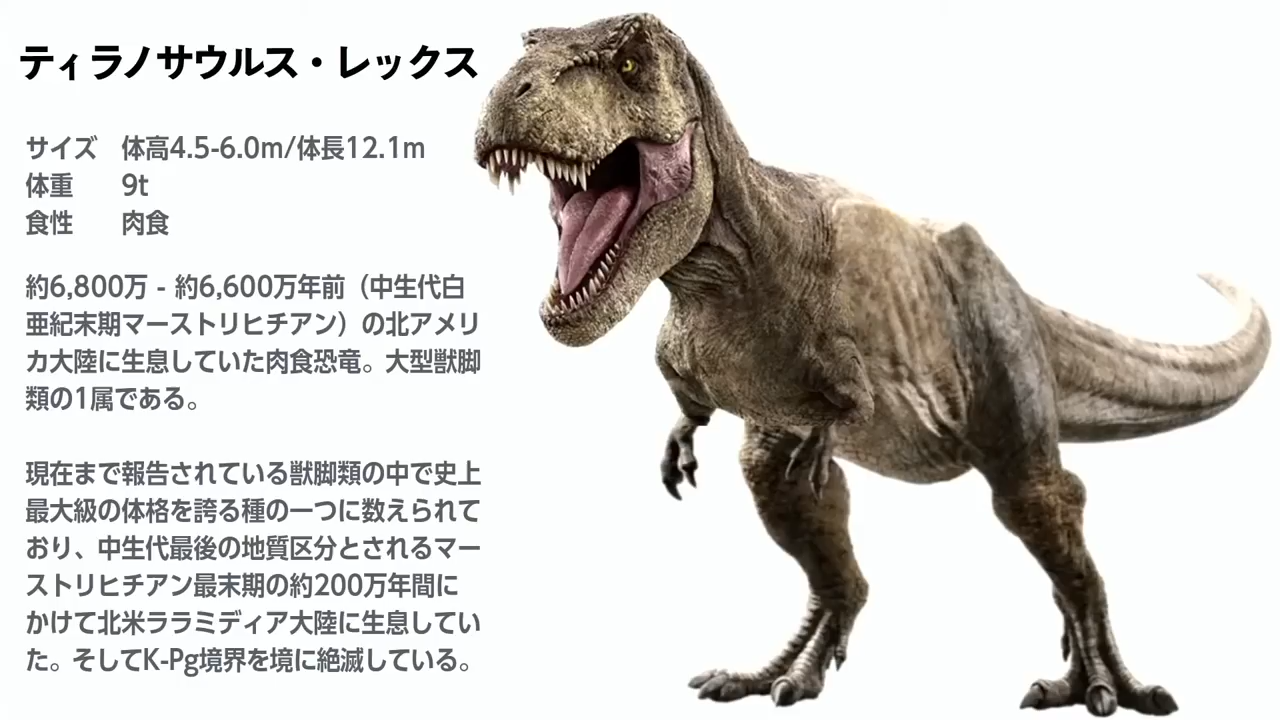 ティラノサウルス・レックス
サイズ　体高4.5-6.0m/体長12.1m
体重　　9t
食性　　肉食
約6,800万 - 約6,600万年前（中生代白
亜紀末期マーストリヒチアン）の北アメリ
カ大陸に生息していた肉食恐竜。大型獣脚
類の1属である。
現在まで報告されている獣脚類の中で史上
最大級の体格を誇る種の一つに数えられて
おり、中生代最後の地質区分とされるマー
ストリヒチアン最末期の約200万年間に
かけて北米ララミディア大陸に生息してい
た。そしてK-Pg境界を境に絶滅している。